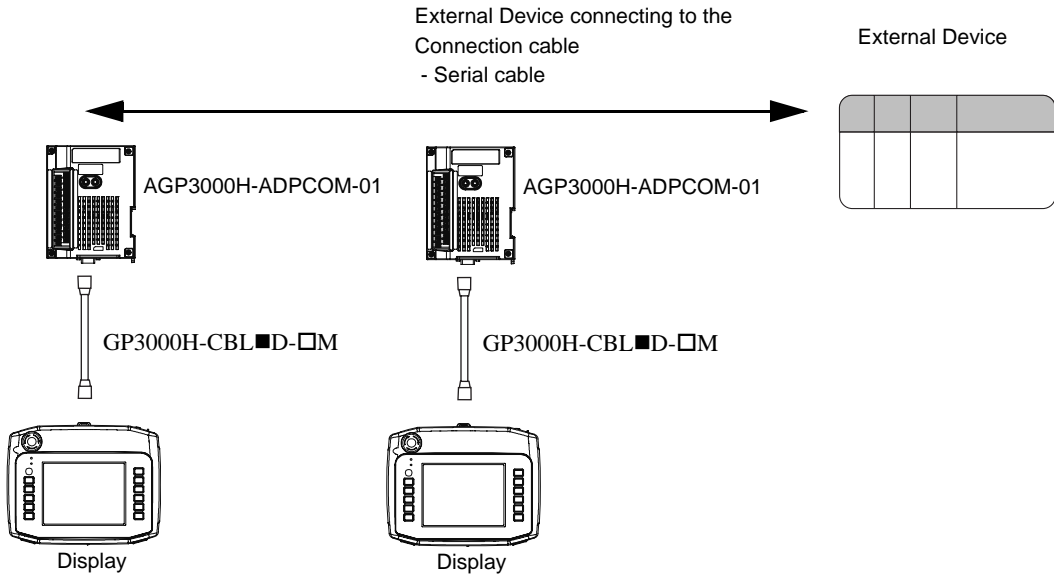 External Device connecting to the
Connection cable
- Serial cable
External Device
AGP3000H-ADPCOM-01
AGP3000H-ADPCOM-01
GP3000H-CBL■D-□M
GP3000H-CBL■D-□M
Display
Display